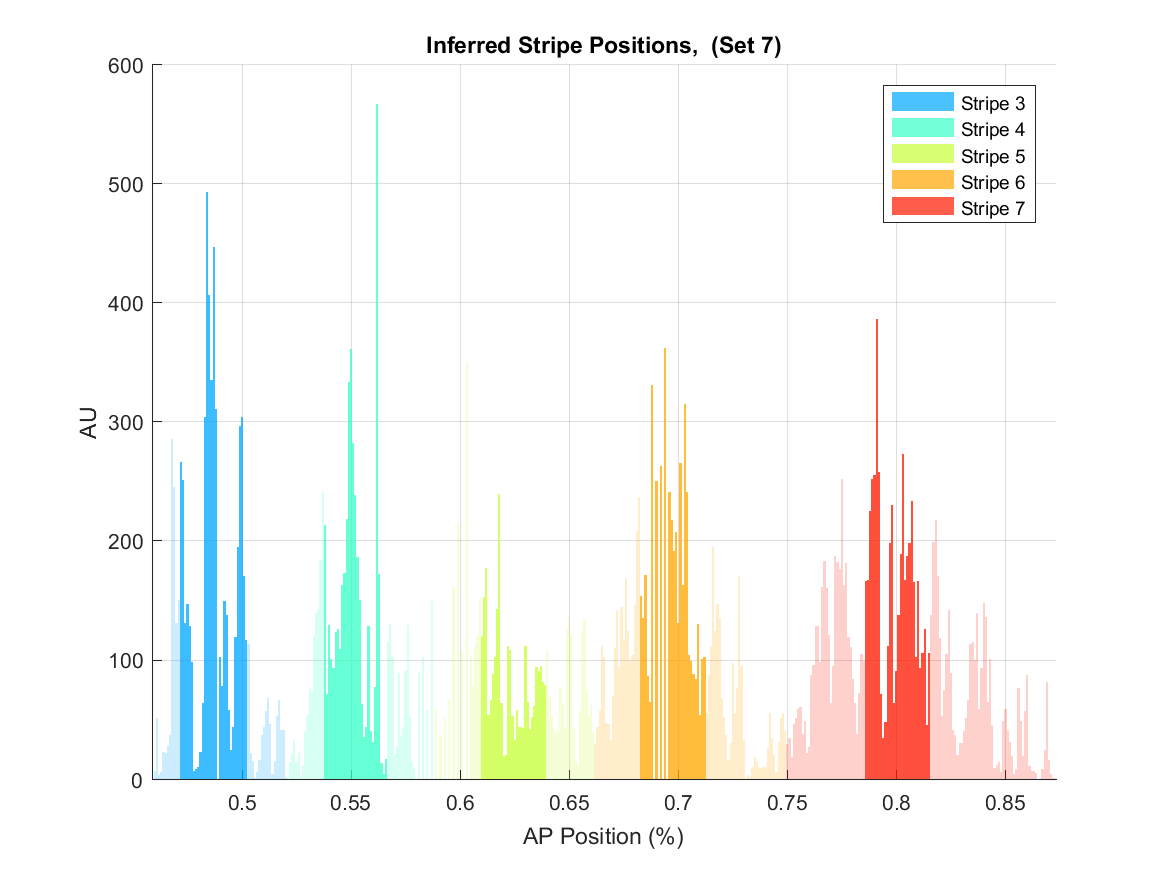 Inferred Stripe Positions,  (Set 7)
600
500
400
300
200
100
0
AU
Stripe 3
Stripe 4
Stripe 5
Stripe 6
Stripe 7
0.5
0.55
0.6
0.65
0.7
0.75
0.8
0.85
AP Position (%)